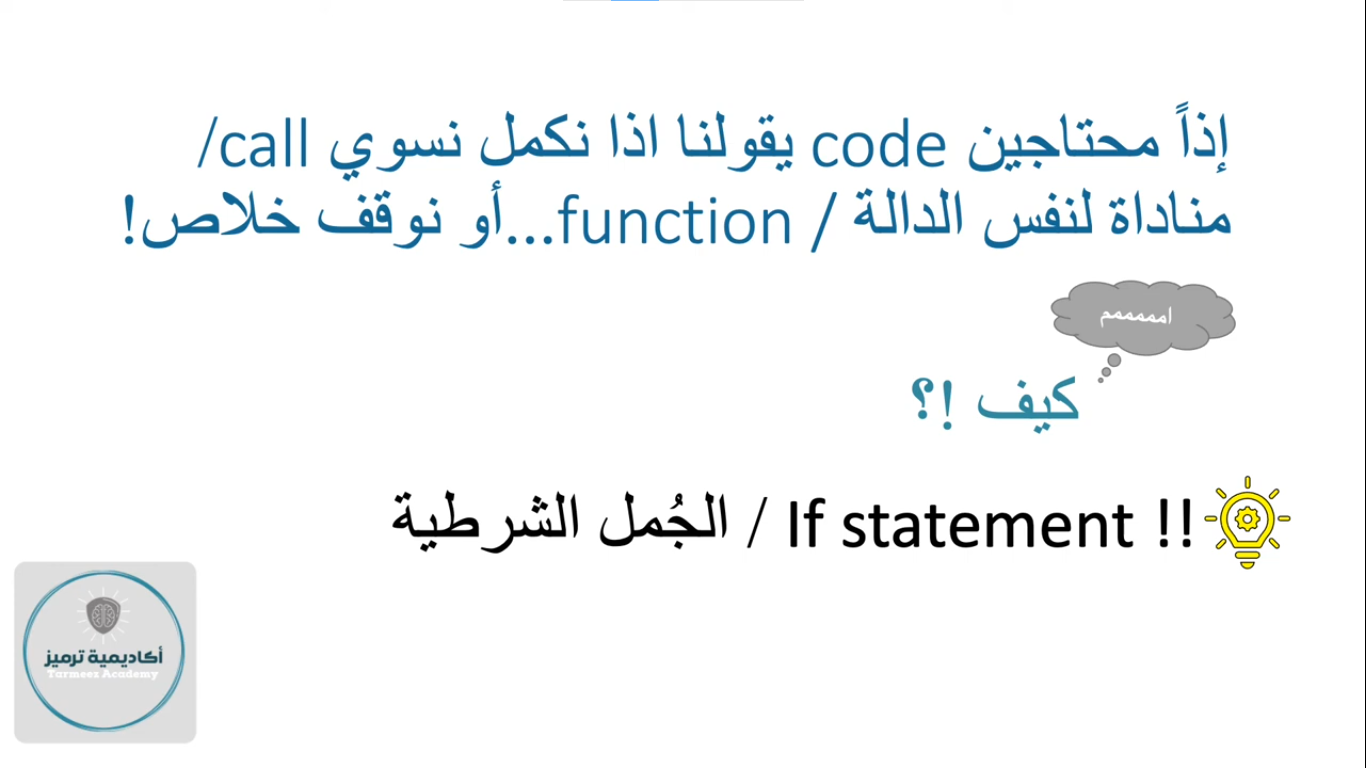 إذاً محتاجين code يقولنا اذا نكمل نسوي call/
مناداة لنفس الدالة / function...أو نوقف خلاص!
اممممممم
كيف !؟
If statement !! / الجُمل الشرطية
أكاديمية ترميز
Tarmeez Academy